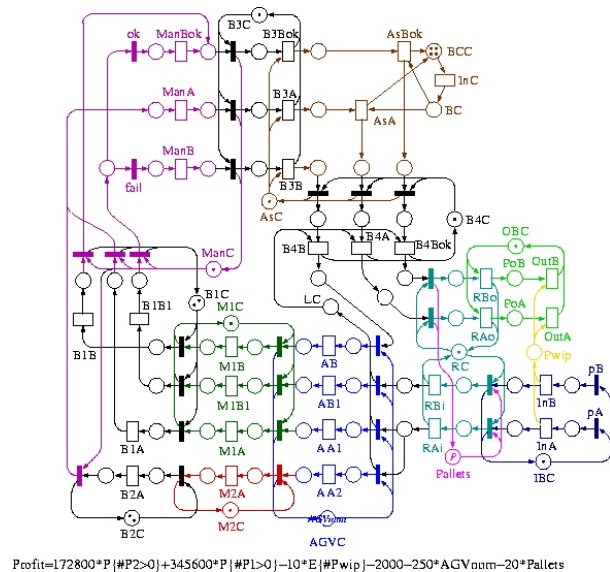 B3C
ok ManBok B3Bok AsBok
BCC
InC
ManA B3A AsA BC
ManB
fail B3B
AsC
B4C
ManC B4B B4A B4Bok OBC
PoB OutB
B1C LC RBo
B1B B1B1 M1C PoA
RAo OutA
M1B AB RC Pwip
pB
M1B1 AB1 RBi InB
pA
B1A M1A AA1 RAi InA
P
Pallets IBC
B2A M2A AA2
B2C M2C AGVC
Profit=172800*P{#P2>0}+345600*P{#P1>0}-10*E{#Pwip}-2000-250*AGVnum-20*Pallets